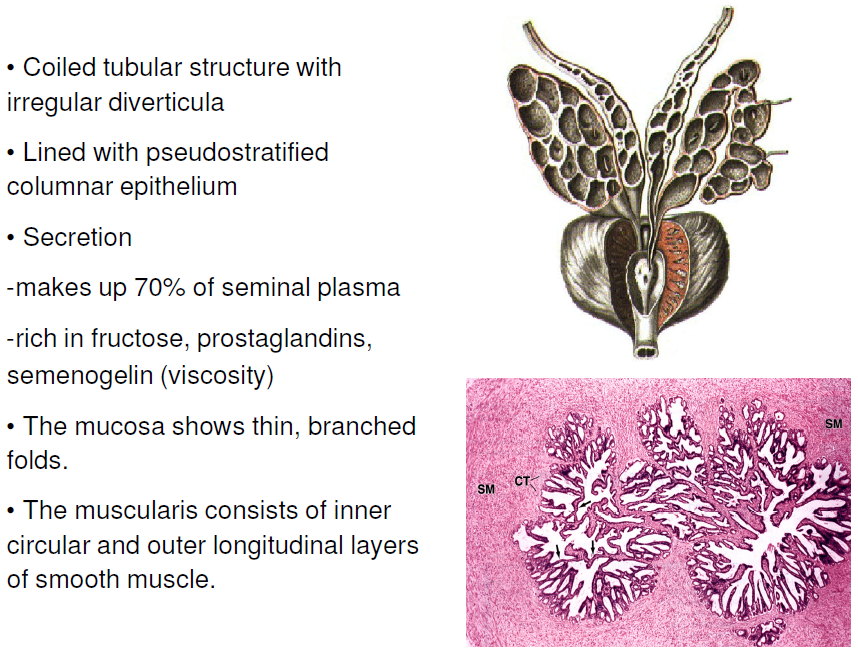 • Coiled tubular structure with
irregular diverticula
• Lined with pseudostratified
columnar epithelium
• Secretion
-makes up 70% of seminal plasma
-rich in fructose, prostaglandins,
semenogelin (viscosity)
• The mucosa shows thin, branched
folds.
• The muscularis consists of inner
circular and outer longitudinal layers
of smooth muscle.
SM
CT
SM